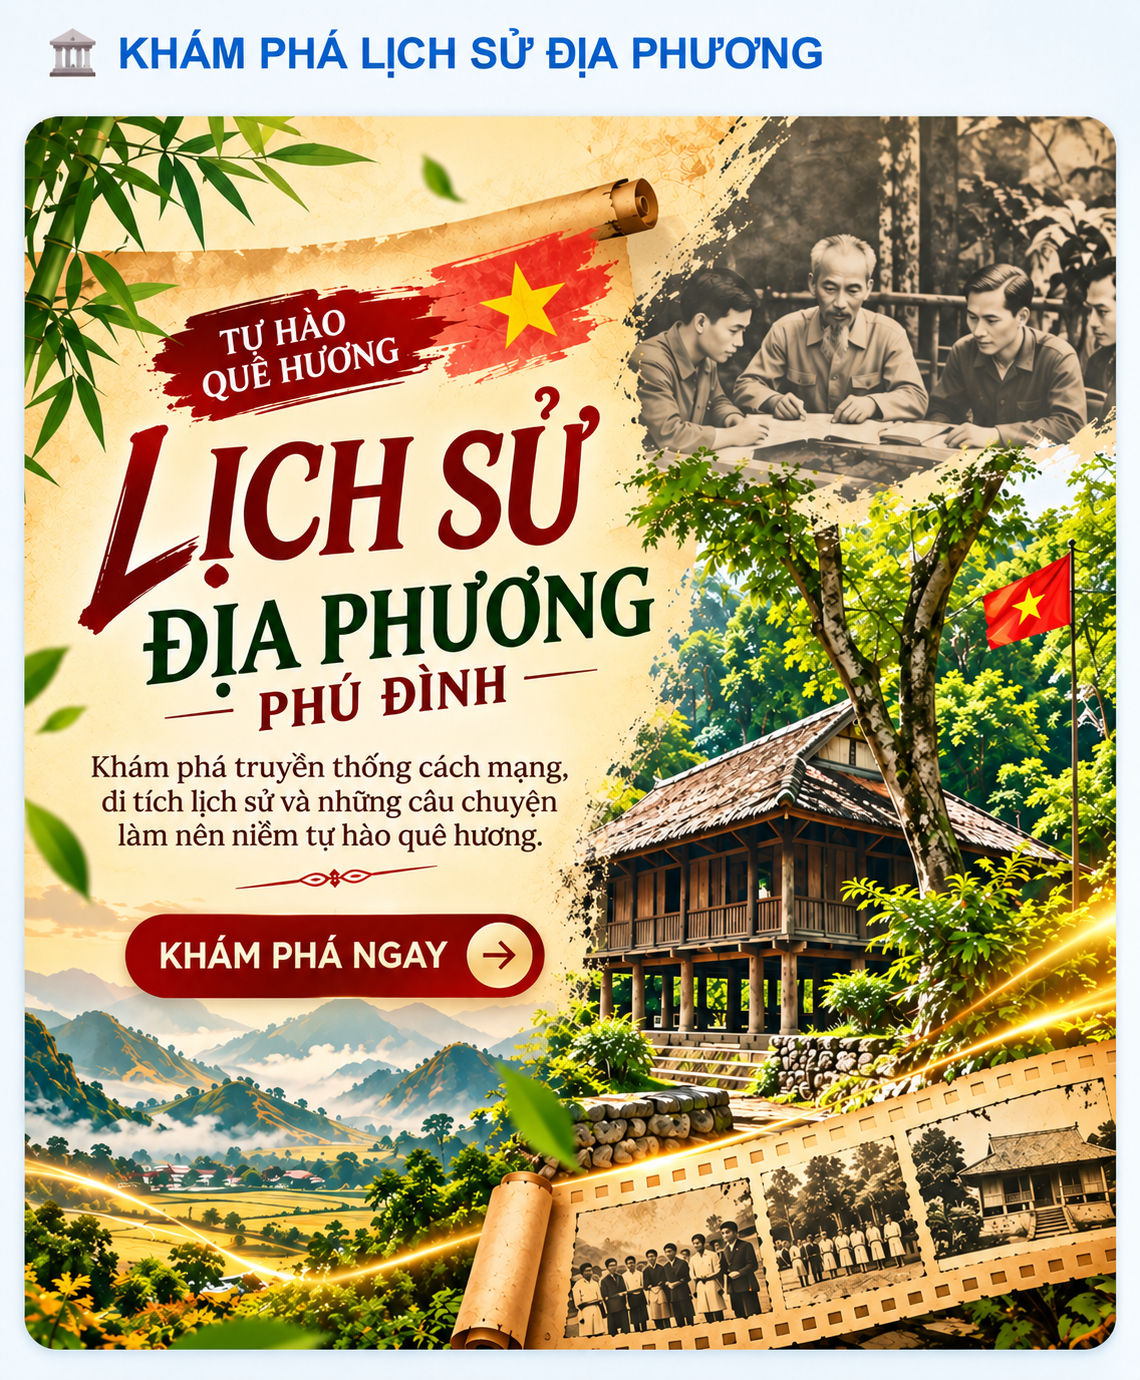 KHÁM PHÁ LỊCH SỬ ĐỊA PHƯƠNG
TỰ HÀO
QUÊ HƯƠNG
LỊCH SỬ
ĐỊA PHƯƠNG
PHÚ ĐÌNH
Khám phá truyền thống cách mạng,
di tích lịch sử và những câu chuyện
làm nên niềm tự hào quê hương.
KHÁM PHÁ NGAY